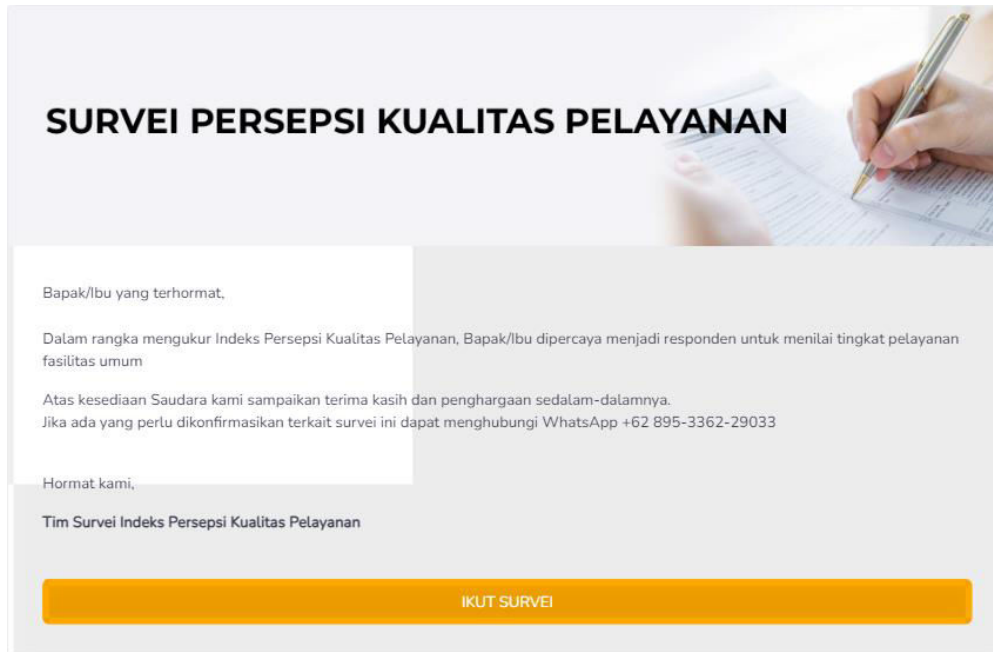 SURVEI PERSEPSI KUALITAS PELAYANAN
Bapak/Ibu yang terhormat,
Dalam rangka mengukur Indeks Persepsi Kualitas Pelayanan, Bapak/Ibu dipercaya menjadi responden untuk menilai tingkat pelayanan
fasilitas umum
Atas kesediaan Saudara kami sampaikan terima kasih dan penghargaan sedalam-dalamnya.
Jika ada yang perlu dikonfirmasikan terkait survei ini dapat menghubungi WhatsApp +62 895-3362-29033
Hormat kami,
Tim Survei Indeks Persepsi Kualitas Pelayanan
IKUT SURVEI